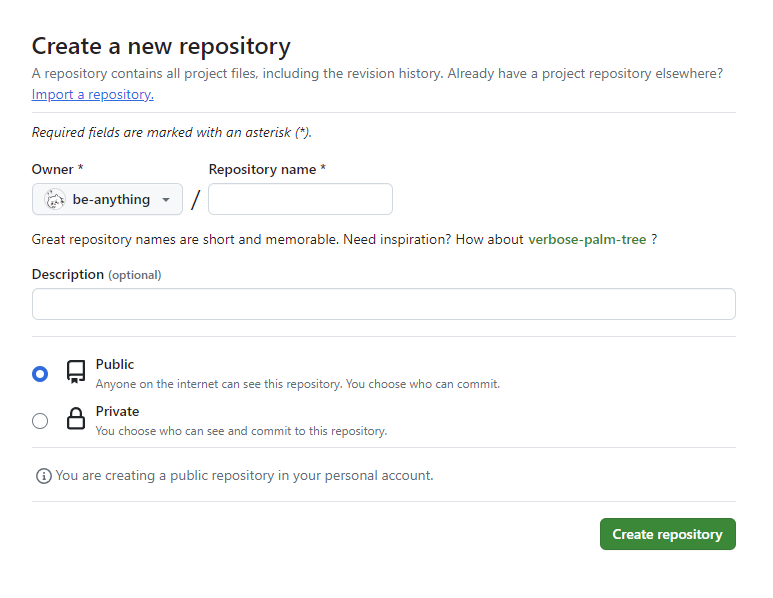 Create a new repository
A repository contains all project files, including the revision history. Already have a project repository elsewhere?
Import a repository.
Required fields are marked with an asterisk (*).
Owner *
Repository name *
be-anything
/
Great repository names are short and memorable. Need inspiration? How about verbose-palm-tree ?
Description (optional)
Public
Anyone on the internet can see this repository. You choose who can commit.
Private
You choose who can see and commit to this repository.
You are creating a public repository in your personal account.
Create repository